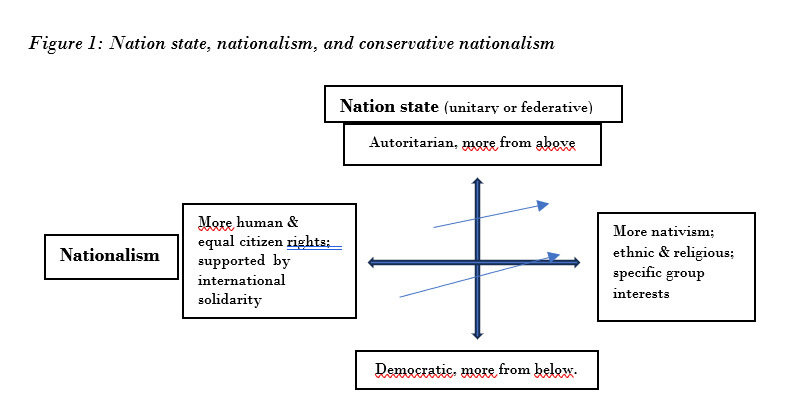 Figure 1: Nation state, nationalism, and conservative nationalism
Nation state (unitary or federative)
Autoritarian, more from above
More human &
equal citizen rights;
supported by
international
solidarity
Nationalism
More nativism;
ethnic & religious;
specific group
interests
Democratic, more from below.